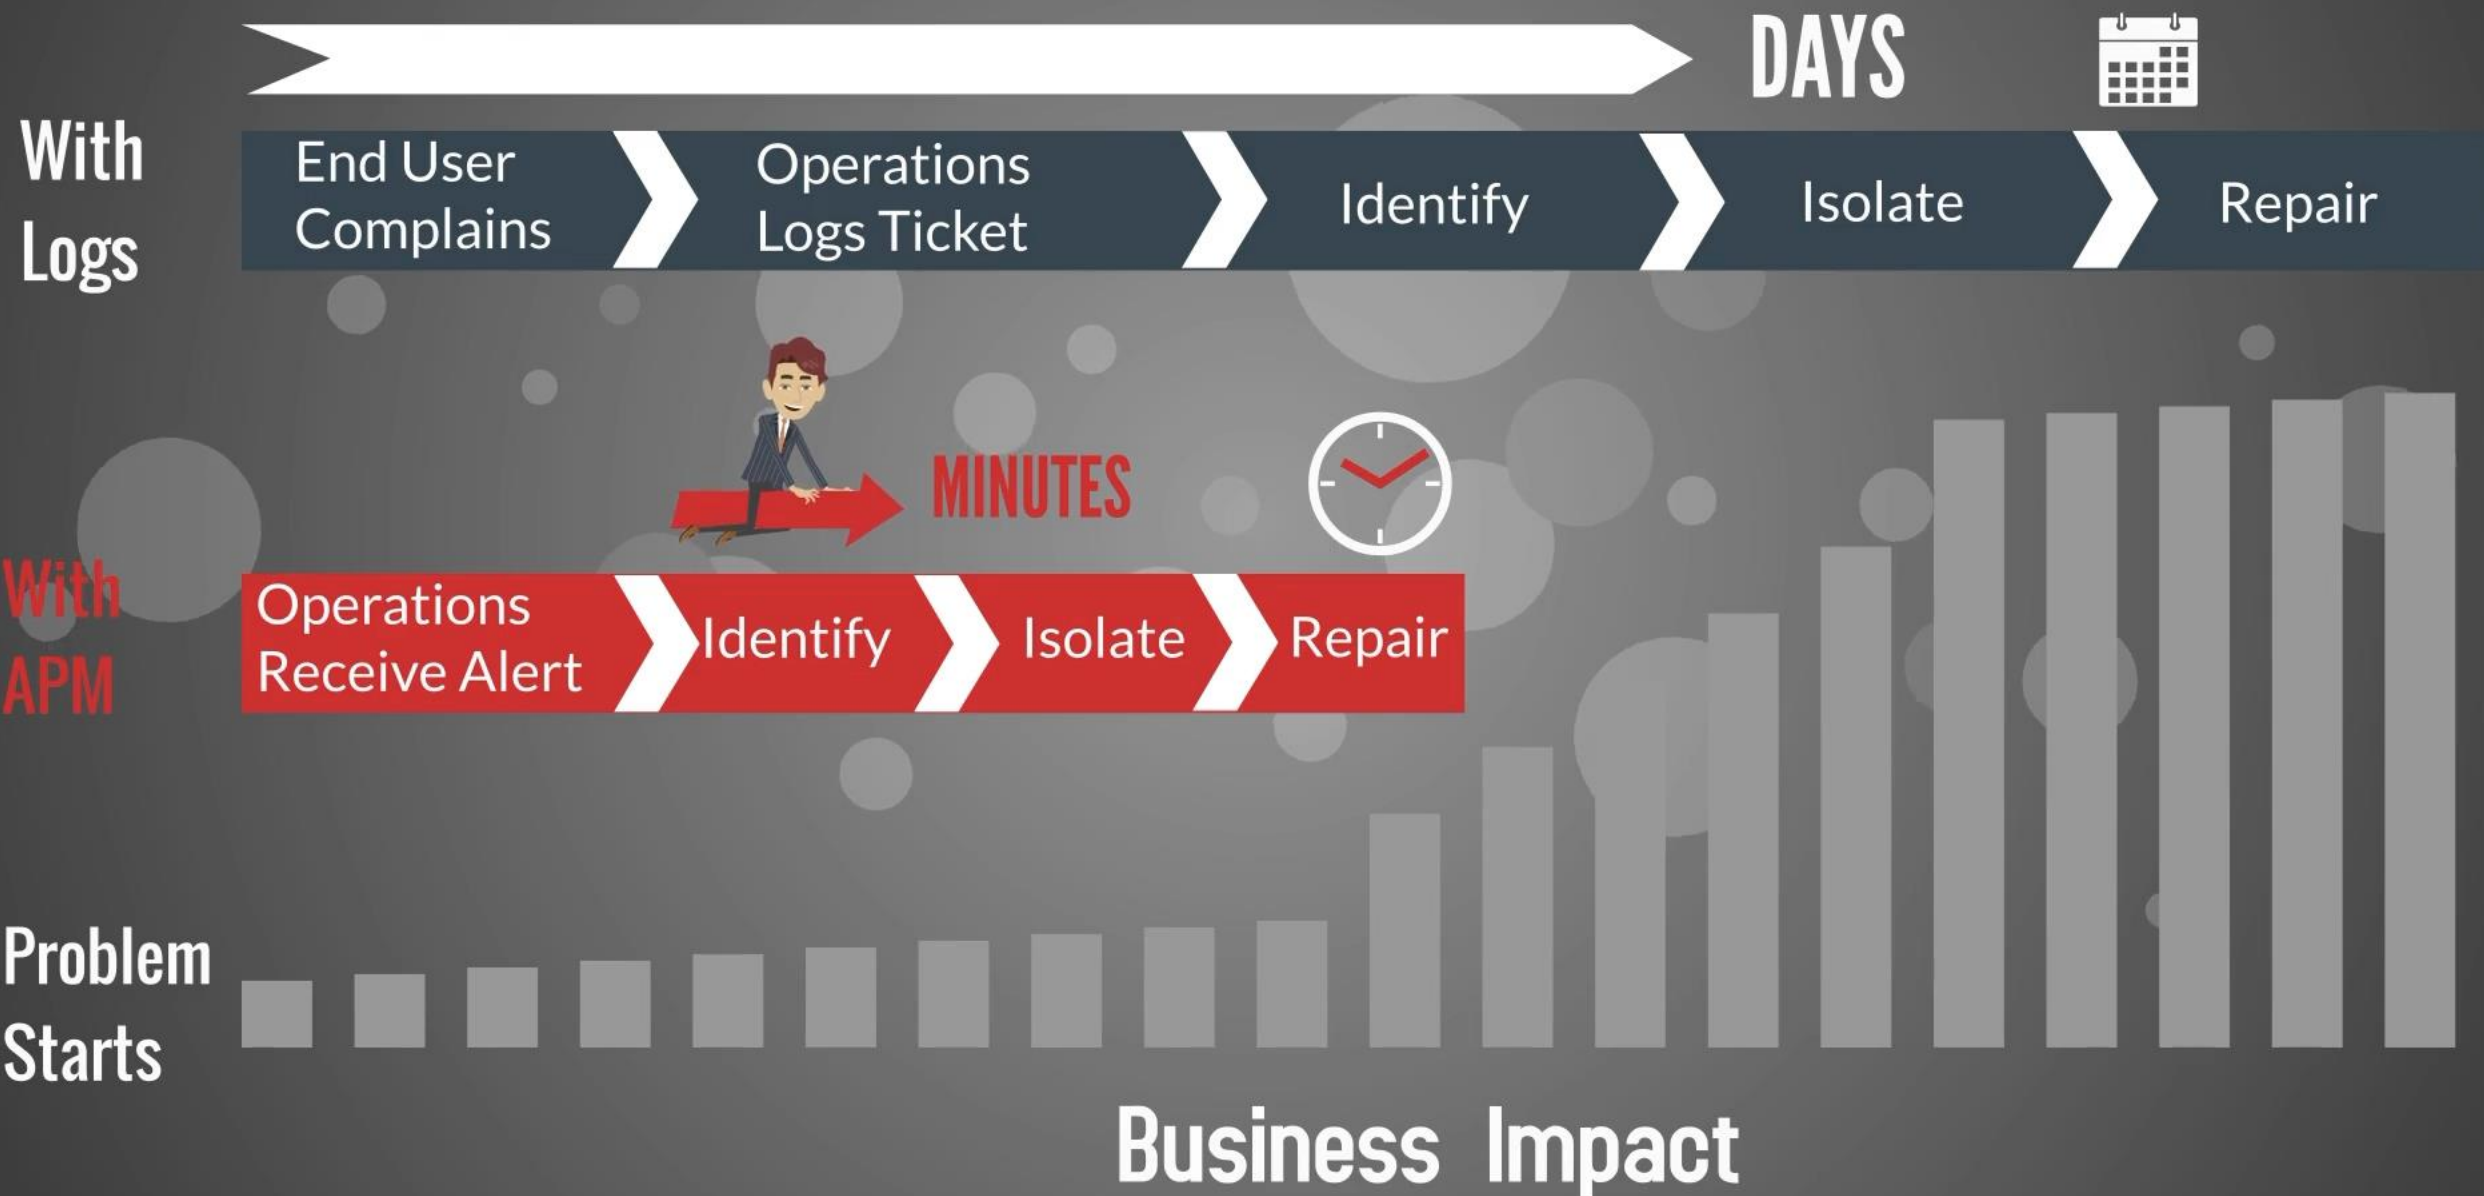 DAYS
With
Logs
End User
Complains
Operations
Logs Ticket
Identify
Isolate
Repair
MINUTES
With
APM
Operations
Receive Alert
Identify
Isolate
Repair
Problem
Starts
Business Impact